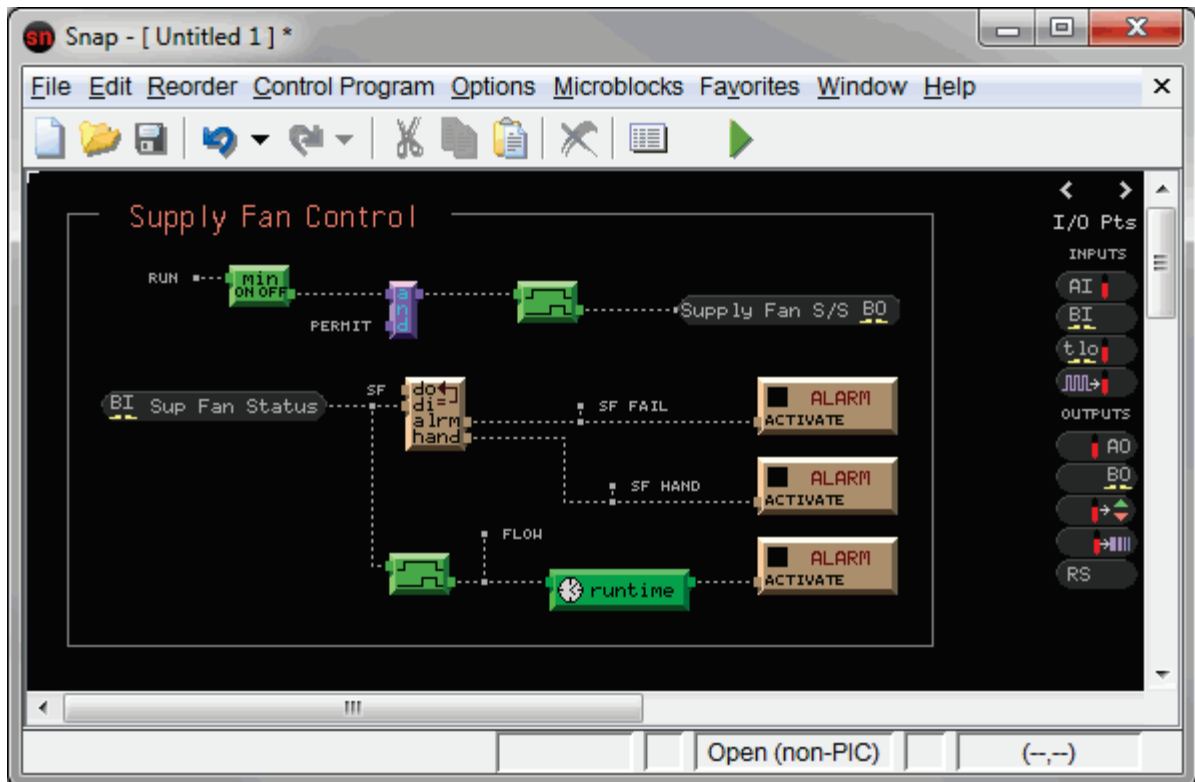 sn Snap - [ Untitled 1 ] *
File Edit Reorder Control Program Options Microblocks Favorites Window Help
Supply Fan Control
RUN
min
ON OFF
and
PERMIT
Supply Fan S/S BO
BI Sup Fan Status
SF
do
di=
alrm
hand
SF FAIL
ALARM
ACTIVATE
SF HAND
ALARM
ACTIVATE
FLOW
runtime
ALARM
ACTIVATE
I/O Pts
INPUTS
AI
BI
tlo
OUTPUTS
AO
BO
RS
Open (non-PIC)
(--,--)